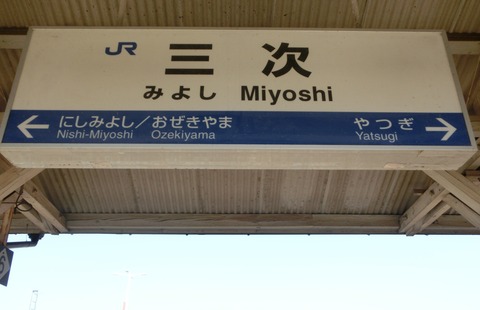 JR 三次
みよし Miyoshi
← にしみよし／おぜきやま やつぎ →
Nishi-Miyoshi Ozekiyama Yatsugi